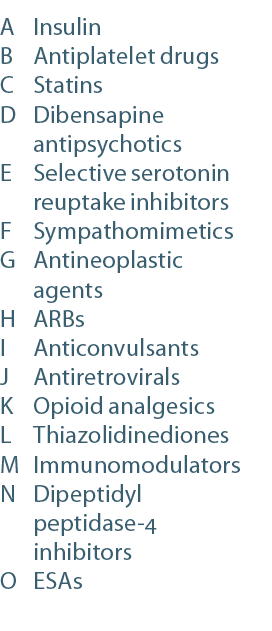 A Insulin
B Antiplatelet drugs
C Statins
D Dibensapine
antipsychotics
E Selective serotonin
reuptake inhibitors
F Sympathomimetics
G Antineoplastic
agents
H ARBs
I Anticonvulsants
J Antiretrovirals
K Opioid analgesics
L Thiazolidinediones
M Immunomodulators
N Dipeptidyl
peptidase-4
inhibitors
O ESAs